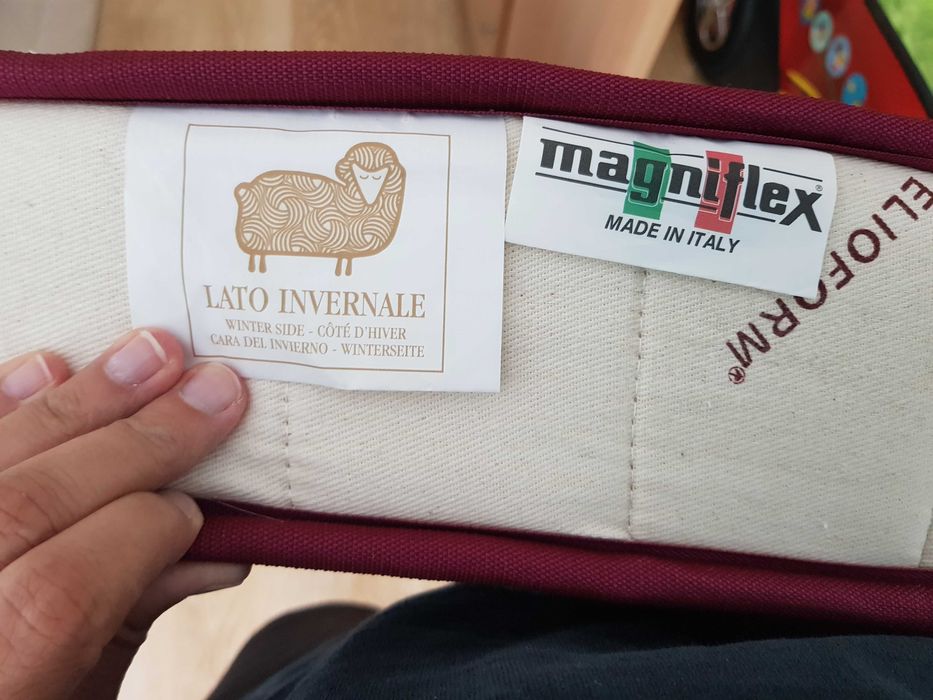 LATO INVERNALE
WINTER SIDE - CÔTÉ D'HIVER
CARA DEL INVIERNO - WINTERSEITE
magniflex®
MADE IN ITALY
ELIOFORM®